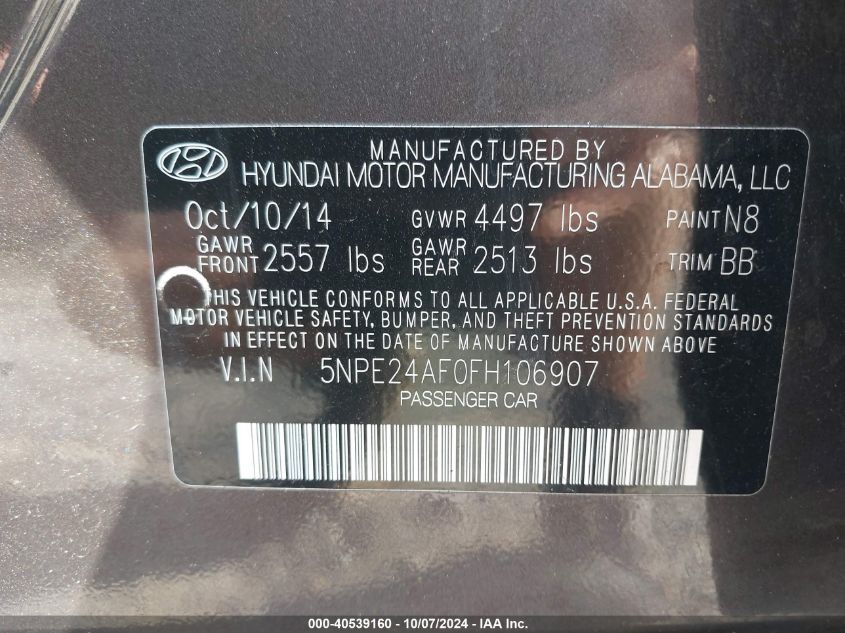 MANUFACTURED BY
HYUNDAI MOTOR MANUFACTURING ALABAMA, LLC
Oct/10/14 GVWR 4497 lbs PAINT N8
GAWR FRONT 2557 lbs GAWR REAR 2513 lbs TRIM BB
HIS VEHICLE CONFORMS TO ALL APPLICABLE U.S.A. FEDERAL
MOTOR VEHICLE SAFETY, BUMPER, AND THEFT PREVENTION STANDARDS
IN EFFECT ON THE DATE OF MANUFACTURE SHOWN ABOVE
V.I.N 5NPE24AF0FH106907
PASSENGER CAR
000-40539160 - 10/07/2024 - IAA Inc.